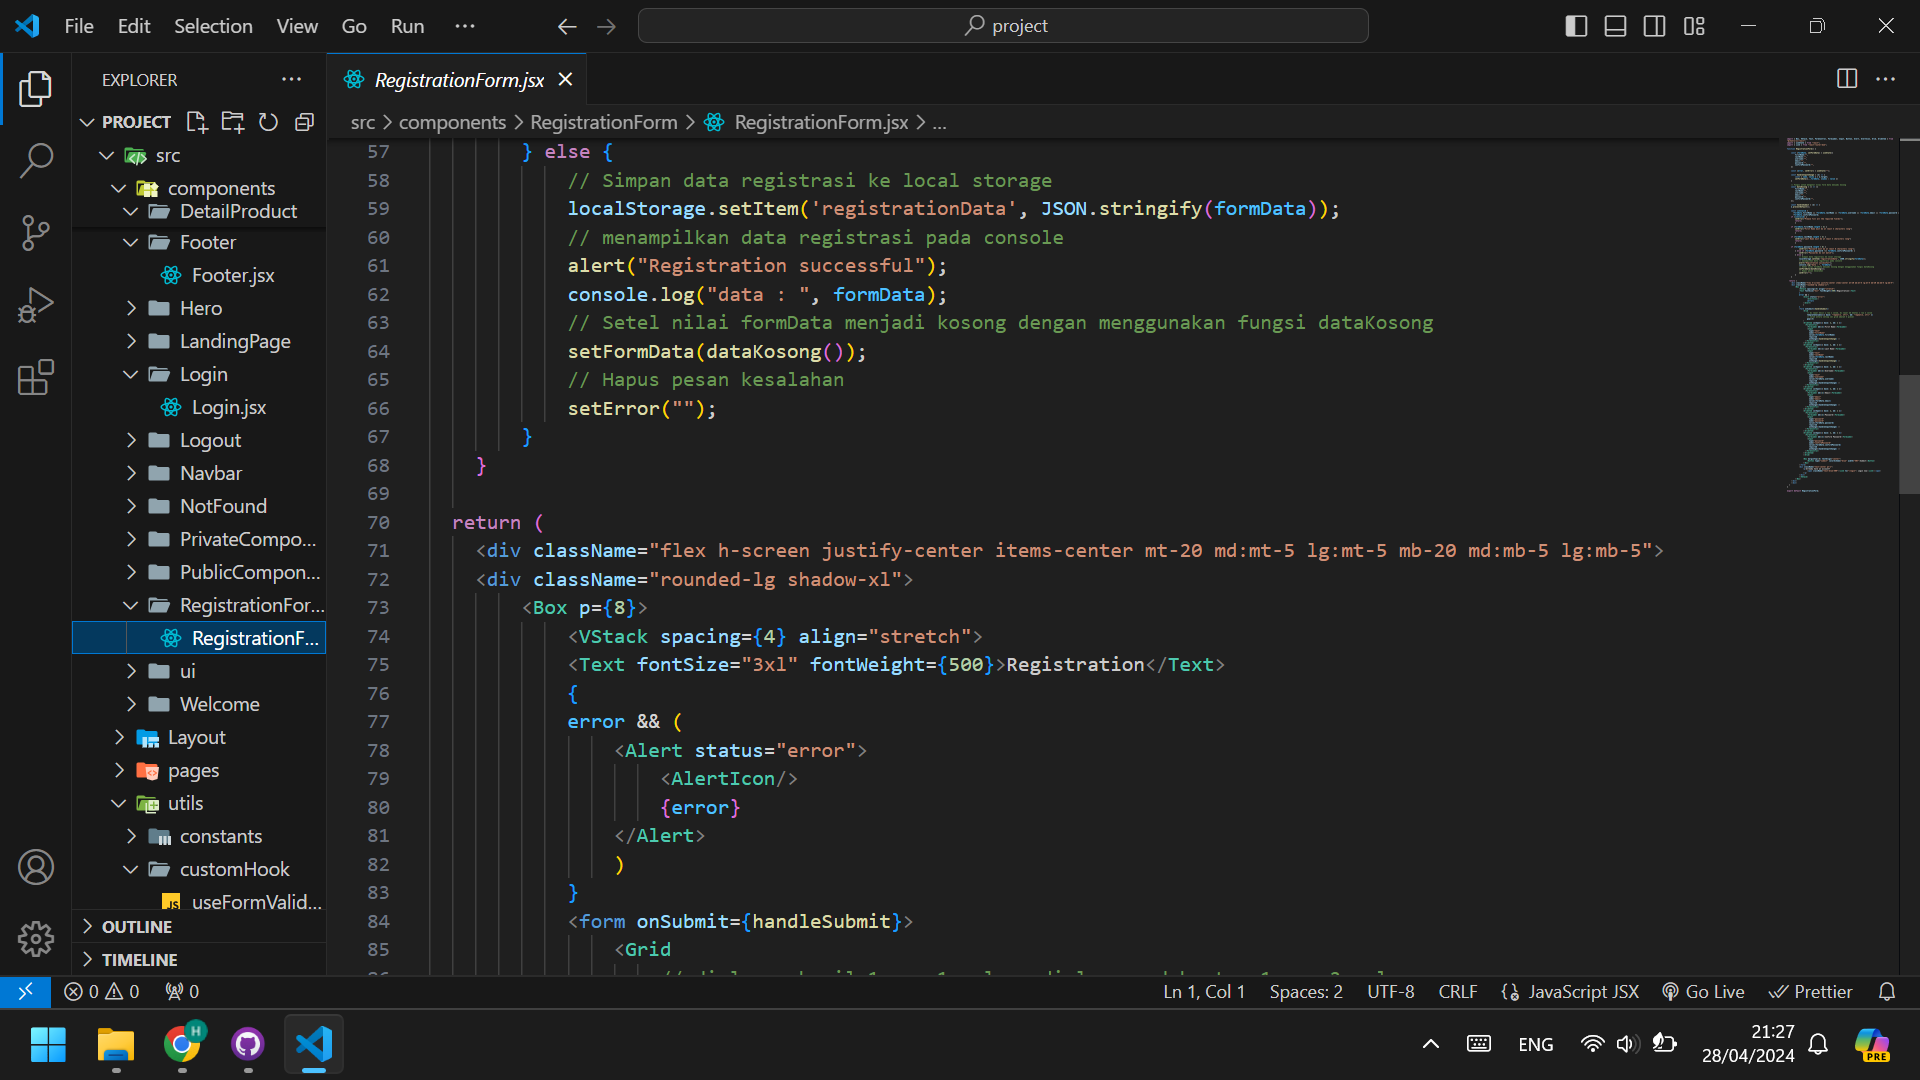 File Edit Selection View Go Run ···
project
EXPLORER
RegistrationForm.jsx
PROJECT
src > components > RegistrationForm > RegistrationForm.jsx > ...
src
components
DetailProduct
Footer
Footer.jsx
Hero
LandingPage
Login
Login.jsx
Logout
Navbar
NotFound
PrivateCompo...
PublicCompon...
RegistrationFor...
RegistrationF...
ui
Welcome
Layout
pages
utils
constants
customHook
useFormValid...
OUTLINE
TIMELINE
57 } else {
58 // Simpan data registrasi ke local storage
59 localStorage.setItem('registrationData', JSON.stringify(formData));
60 // menampilkan data registrasi pada console
61 alert("Registration successful");
62 console.log("data : ", formData);
63 // Setel nilai formData menjadi kosong dengan menggunakan fungsi dataKosong
64 setFormData(dataKosong());
65 // Hapus pesan kesalahan
66 setError("");
67 }
68 }
69
70 return (
71 <div className="flex h-screen justify-center items-center mt-20 md:mt-5 lg:mt-5 mb-20 md:mb-5 lg:mb-5">
72 <div className="rounded-lg shadow-xl">
73 <Box p={8}>
74 <VStack spacing={4} align="stretch">
75 <Text fontSize="3xl" fontWeight={500}>Registration</Text>
76 {
77 error && (
78 <Alert status="error">
79 <AlertIcon/>
80 {error}
81 </Alert>
82 )
83 }
84 <form onSubmit={handleSubmit}>
85 <Grid
0 0 0
Ln 1, Col 1 Spaces: 2 UTF-8 CRLF JavaScript JSX Go Live Prettier
H
ENG
21:27
28/04/2024
PRE